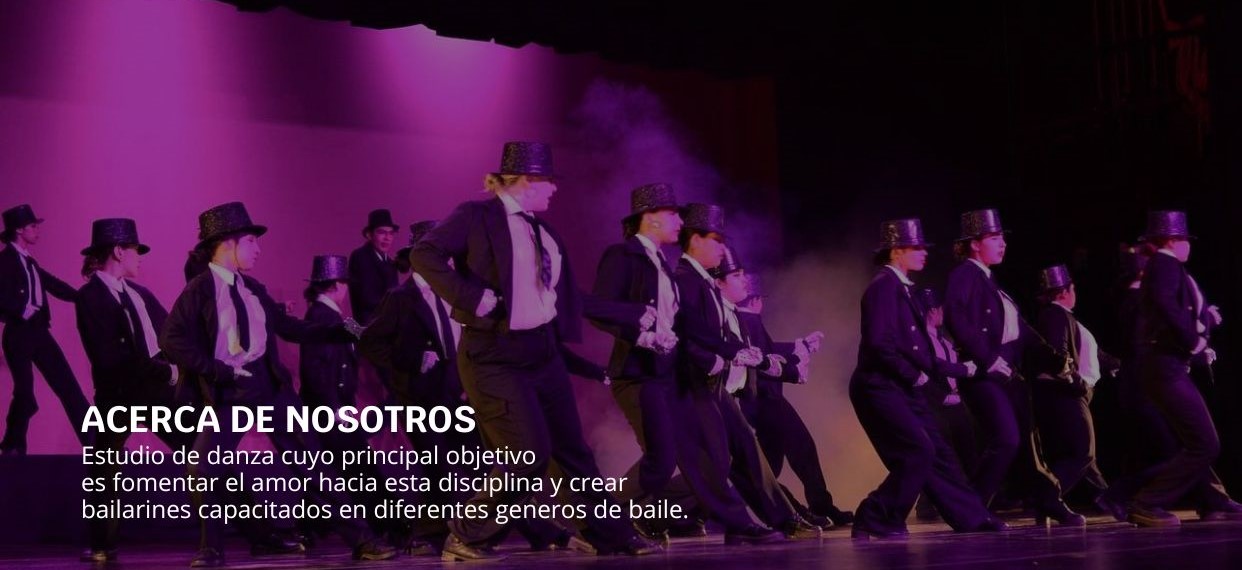 ACERCA DE NOSOTROS
Estudio de danza cuyo principal objetivo
es fomentar el amor hacia esta disciplina y crear
bailarines capacitados en diferentes generos de baile.